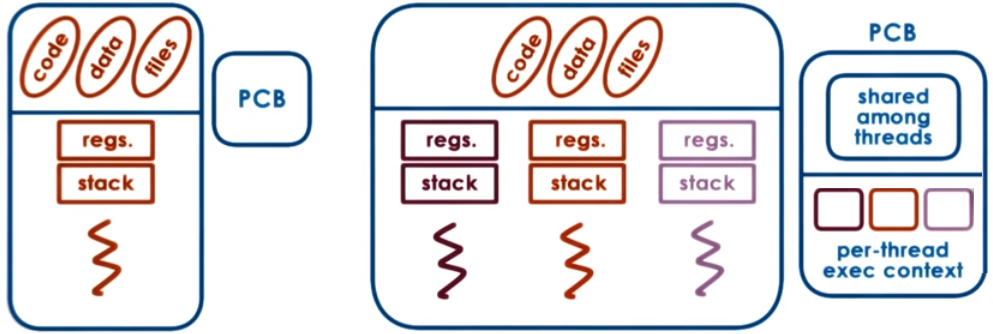 code data files
regs.
stack
PCB
code data files
regs. regs. regs.
stack stack stack
PCB
shared
among
threads
per-thread
exec context